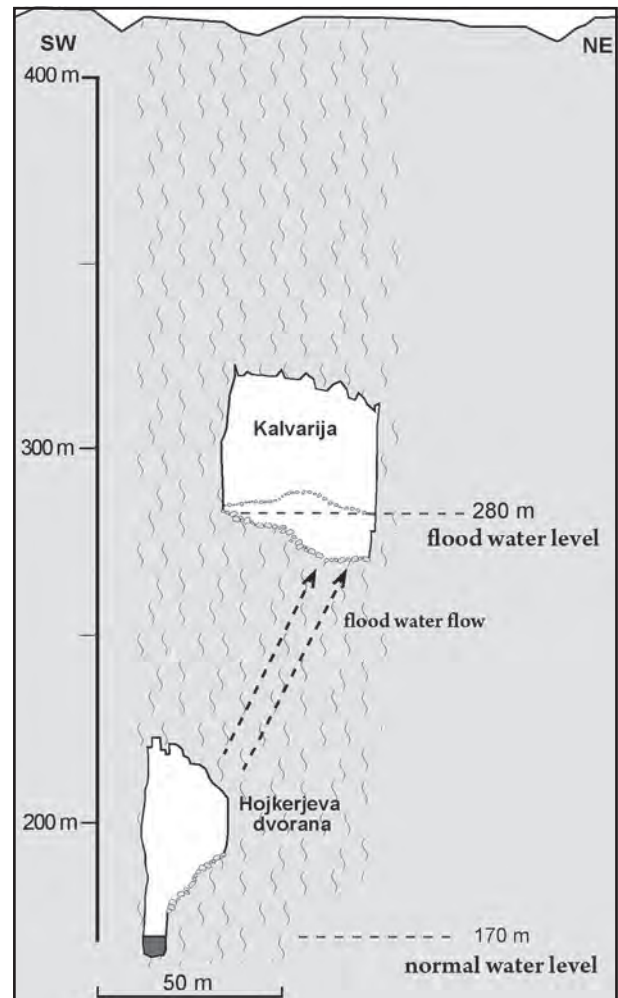 SW
NE
400 m
Kalvarija
300 m
280 m
flood water level
flood water flow
Hojkerjeva
dvorana
200 m
170 m
normal water level
50 m